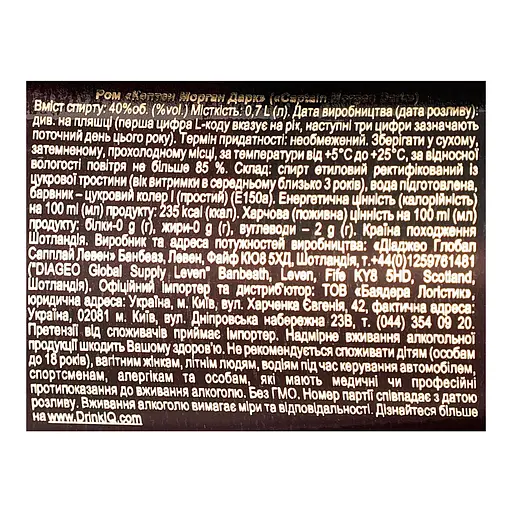 Ром «Кептен Морган Дарк» («Captain Morgan Dark»)
Вміст спирту: 40%об. (%vol.) Місткість: 0,7 L (л). Дата виробництва (дата розливу):
див. на пляшці (перша цифра L-коду вказує на рік, наступні три цифри зазначають
поточний день цього року). Термін придатності: необмежений. Зберігати у сухому,
затемненому, прохолодному місці, за температури від +5°С до +25°С, за відносної
вологості повітря не більше 85 %. Склад: спирт етиловий ректифікований із
цукрової тростини (вік витримки в середньому близько 3 років), вода підготовлена,
барвник – цукровий колер І (простий) (Е150а). Енергетична цінність (калорійність)
на 100 ml (мл) продукту: 235 kcal (ккал). Харчова (поживна) цінність на 100 ml (мл)
продукту: білки-0 g (г), жири-0 g (г), вуглеводи – 2 g (г). Країна походження
Шотландія. Виробник та адреса потужностей виробництва: «Діаджео Глобал
Сапплай Левен» Банбевз, Левен, Файф КЮ8 5ХД, Шотландія, т.+44(0)1259761481
("DIAGEO Global Supply Leven" Banbeath, Leven, Fife KY8 5HD, Scotland,
Шотландія). Офіційний імпортер та дистриб'ютор: ТОВ «Баядера Логістик»,
юридична адреса: Україна, м. Київ, вул. Харченка Євгенія, 42, фактична адреса:
Україна, 02081 м. Київ, вул. Дніпровська набережна 23В, т. (044) 354 09 20.
Претензії від споживачів приймає Імпортер. Надмірне вживання алкогольної
продукції шкодить Вашому здоров'ю. Не рекомендується споживати дітям (особам
до 18 років), вагітним жінкам, літнім людям, водіям під час керування автомобілем,
спортсменам, алергікам та особам, які мають медичні чи професійні
протипоказання до вживання алкоголю. Без ГМО. Номер партії співпадає з датою
розливу. Вживання алкоголю вимагає міри та відповідальності. Дізнайтеся більше
на www.DrinkIQ.com